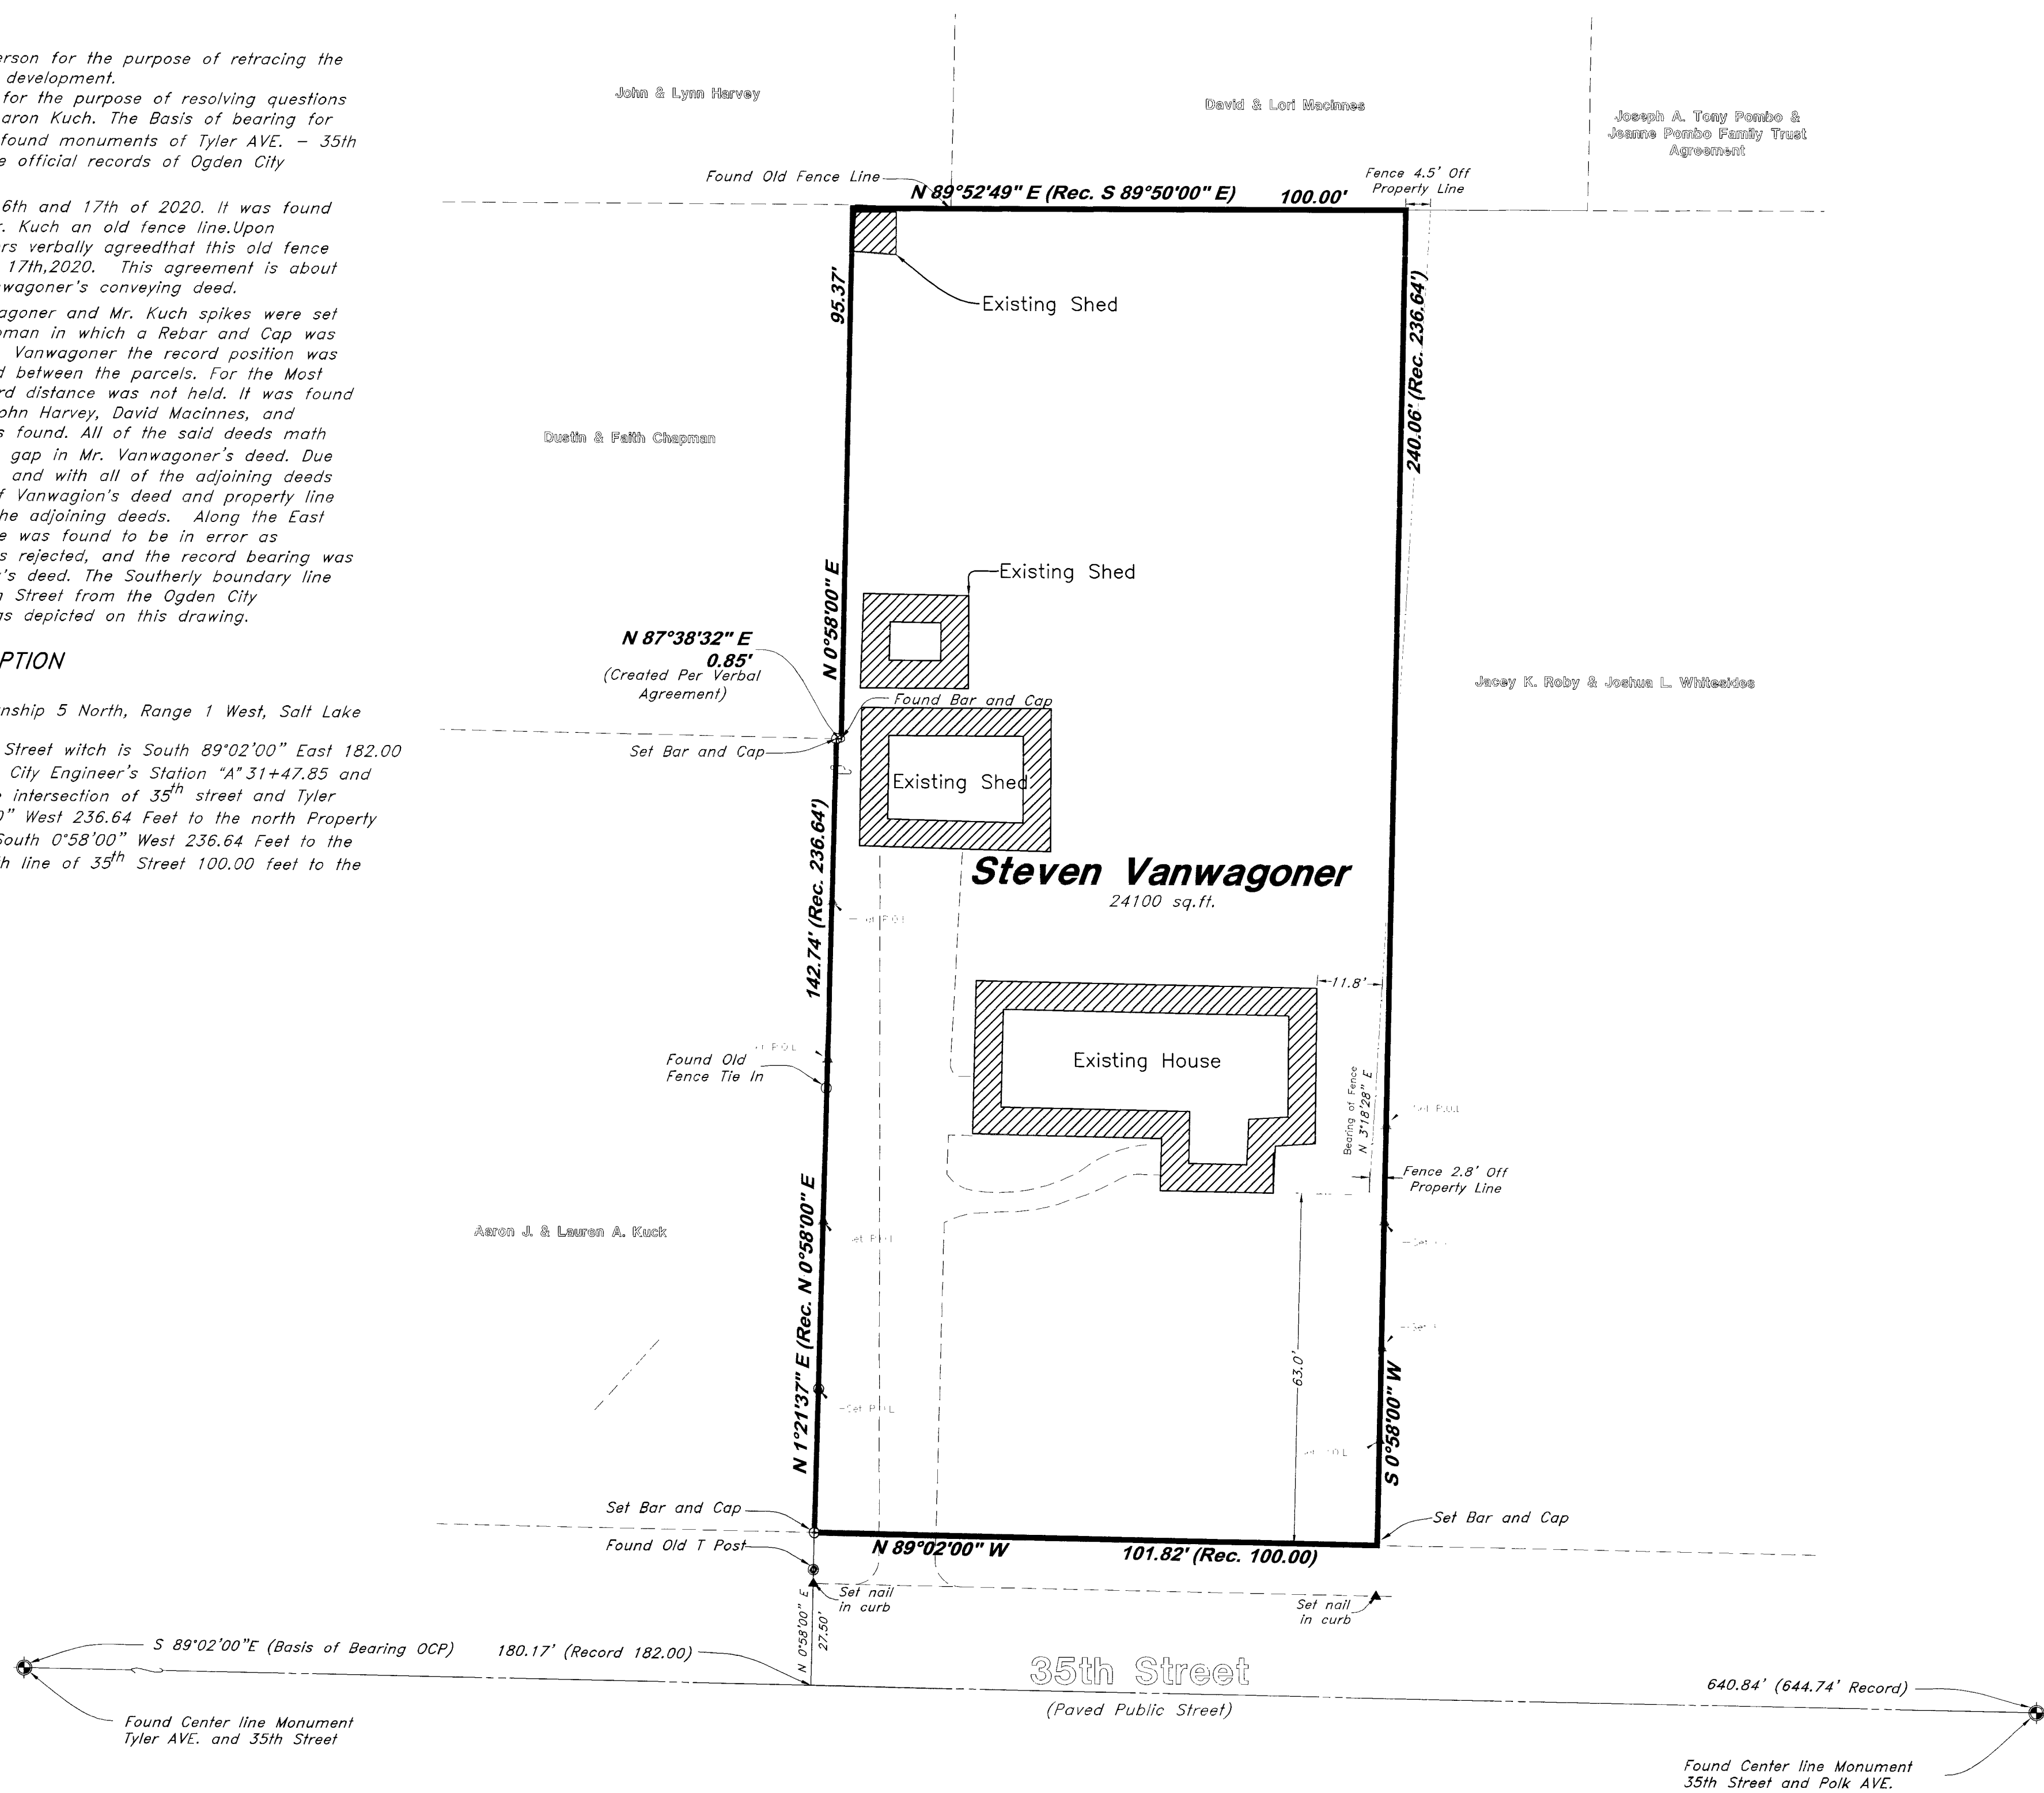 erson for the purpose of retracing the
development.
for the purpose of resolving questions
aron Kuch. The Basis of bearing for
found monuments of Tyler AVE. – 35th
e official records of Ogden City
6th and 17th of 2020. It was found
r. Kuch an old fence line.Upon
rs verbally agreedthat this old fence
17th,2020. This agreement is about
wagoner's conveying deed.
agoner and Mr. Kuch spikes were set
man in which a Rebar and Cap was
Vanwagoner the record position was
d between the parcels. For the Most
rd distance was not held. It was found
ohn Harvey, David Macinnes, and
s found. All of the said deeds math
gap in Mr. Vanwagoner's deed. Due
and with all of the adjoining deeds
f Vanwagion's deed and property line
he adjoining deeds. Along the East
e was found to be in error as
s rejected, and the record bearing was
's deed. The Southerly boundary line
h Street from the Ogden City
as depicted on this drawing.
PTION
nship 5 North, Range 1 West, Salt Lake
Street witch is South 89°02'00" East 182.00
City Engineer's Station "A" 31+47.85 and
e intersection of 35th street and Tyler
0" West 236.64 Feet to the north Property
South 0°58'00" West 236.64 Feet to the
th line of 35th Street 100.00 feet to the
John & Lynn Harvey
David & Lori Macinnes
Joseph A. Tony Pombo &
Jeanne Pombo Family Trust
Agreement
Found Old Fence Line
Fence 4.5' Off
Property Line
N 89°52'49" E (Rec. S 89°50'00" E) 100.00'
95.37'
Existing Shed
240.06' (Rec. 236.64')
Dustin & Faith Chapman
N 0°58'00" E
Existing Shed
N 87°38'32" E
0.85'
(Created Per Verbal
Agreement)
Found Bar and Cap
Set Bar and Cap
Jacey K. Roby & Joshua L. Whitesides
Existing Shed
142.74' (Rec. 236.64')
Steven Vanwagoner
24100 sq.ft.
11.8'
Found Old
Fence Tie In
Existing House
Bearing of Fence
N 3°18'28" E
Set P.O.L
Fence 2.8' Off
Property Line
Aaron J. & Lauren A. Kuck
N 1°21'37" E (Rec. N 0°58'00" E)
Set P.O.L
63.0'
S 0°58'00" W
Set Bar and Cap
Set Bar and Cap
Found Old T Post
N 89°02'00" W 101.82' (Rec. 100.00)
Set nail
in curb
Set nail
in curb
N 0°58'00" E
27.50'
S 89°02'00"E (Basis of Bearing OCP) 180.17' (Record 182.00)
35th Street
(Paved Public Street)
640.84' (644.74' Record)
Found Center line Monument
Tyler AVE. and 35th Street
Found Center line Monument
35th Street and Polk AVE.